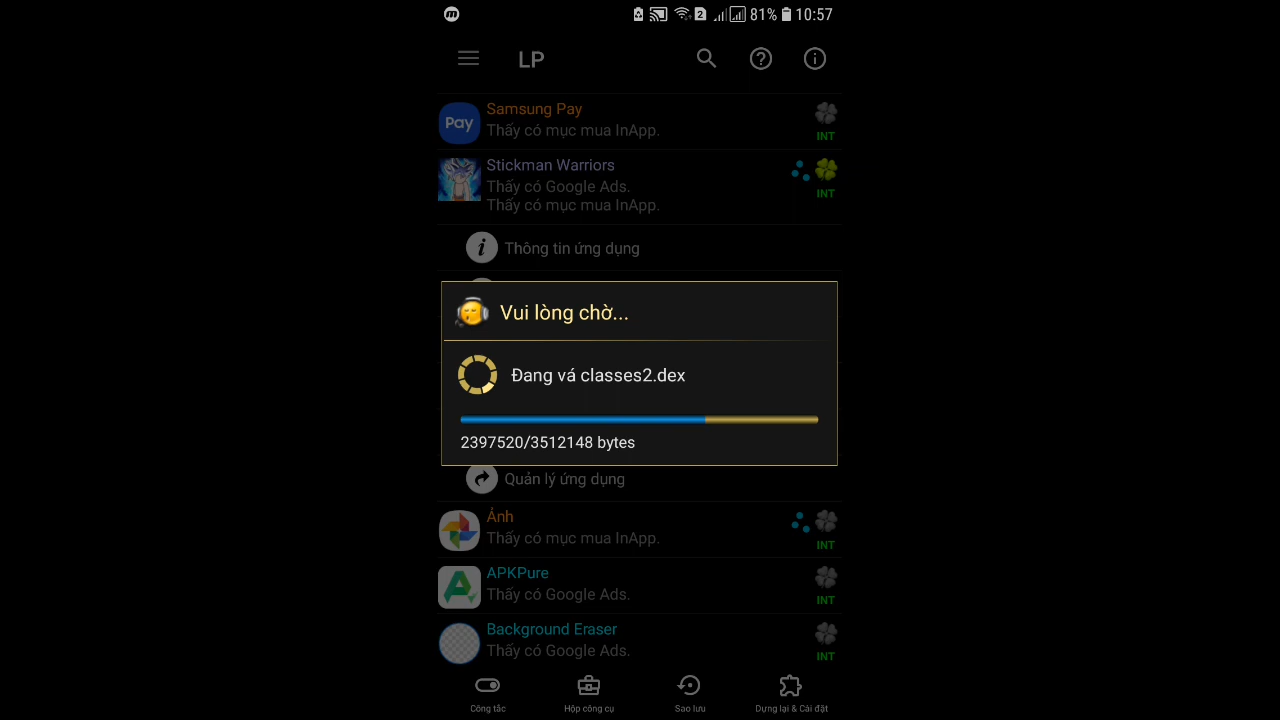 81% 10:57
LP
Samsung Pay
Pay
Thấy có mục mua InApp.
INT
Stickman Warriors
Thấy có Google Ads.
INT
Thấy có mục mua InApp.
Thông tin ứng dụng
Vui lòng chờ...
Đang vá classes2.dex
2397520/3512148 bytes
Quản lý ứng dụng
Ảnh
Thấy có mục mua InApp.
INT
APKPure
Thấy có Google Ads.
INT
Background Eraser
Thấy có Google Ads.
INT
Công tắc Hộp công cụ Sao lưu Dựng lại & Cài đặt